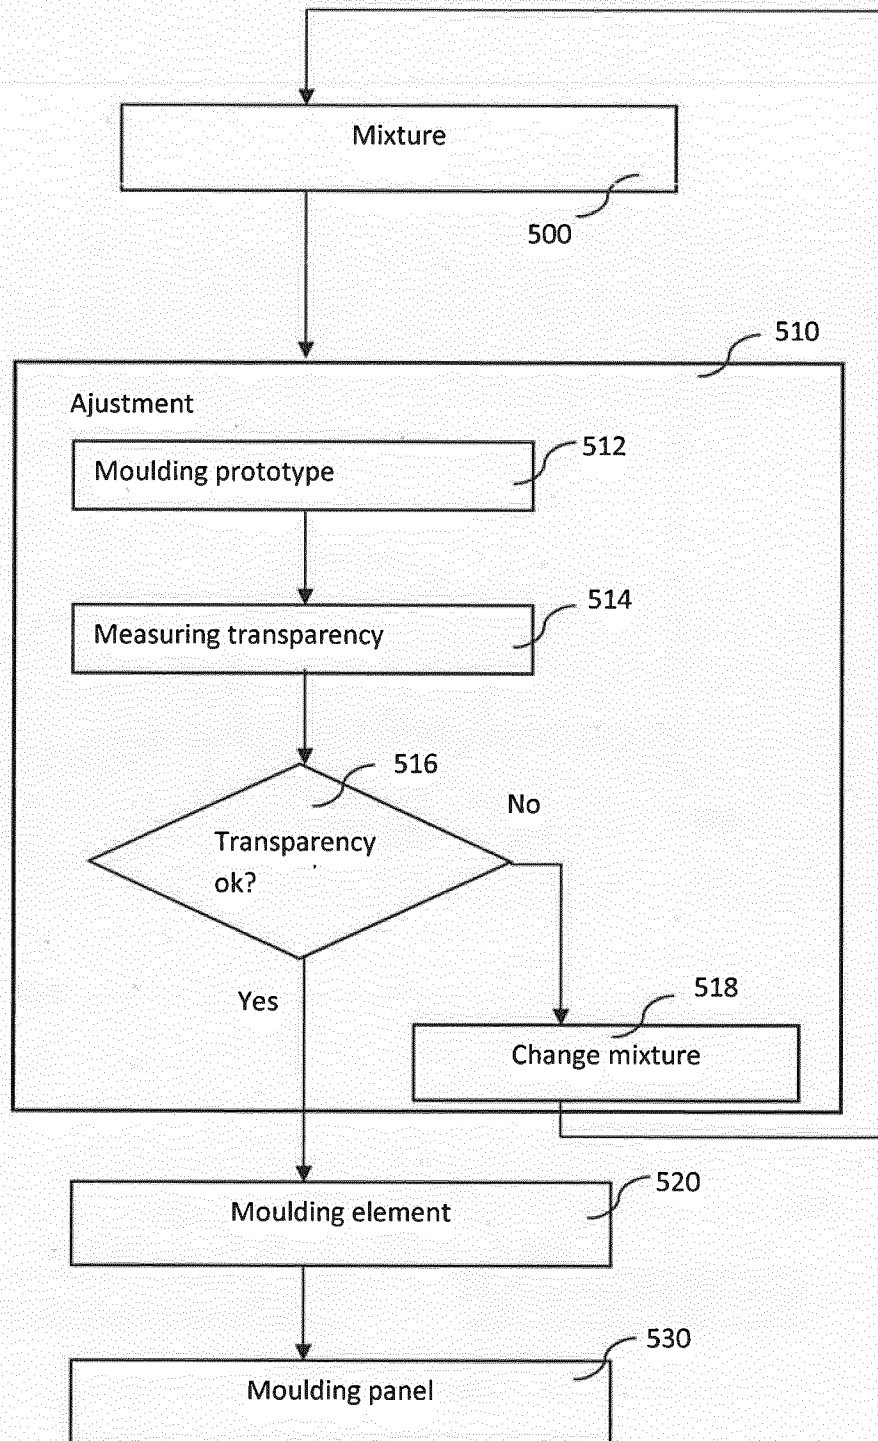 Mixture
500
510
Ajustment
Moulding prototype
512
Measuring transparency
514
516
No
Transparency
ok?
Yes
518
Change mixture
520
Moulding element
530
Moulding panel